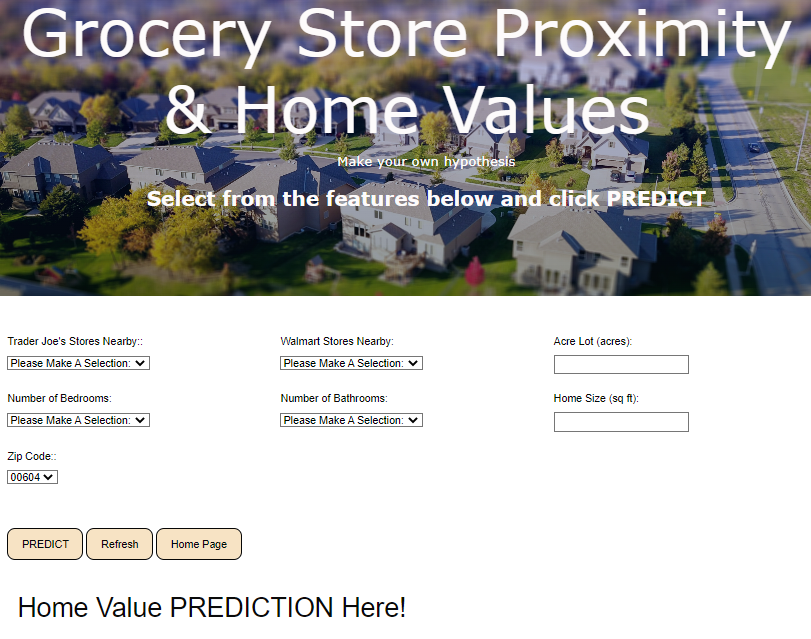 Grocery Store Proximity
& Home Values
Make your own hypothesis
Select from the features below and click PREDICT
Trader Joe's Stores Nearby:: Walmart Stores Nearby: Acre Lot (acres):
Please Make A Selection: Please Make A Selection:
Number of Bedrooms: Number of Bathrooms: Home Size (sq ft):
Please Make A Selection: Please Make A Selection:
Zip Code::
00604
PREDICT Refresh Home Page
Home Value PREDICTION Here!